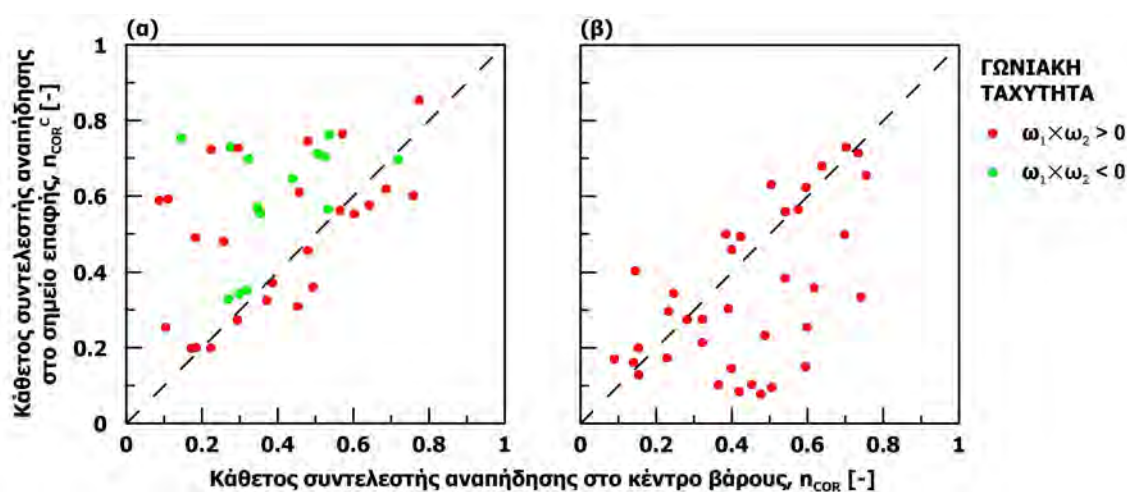 (α)
(β)
Κάθετος συντελεστής αναπήδησης
στο σημείο επαφής, n_COR^C [-]
1
0.8
0.6
0.4
0.2
0
0 0.2 0.4 0.6 0.8 1
0 0.2 0.4 0.6 0.8 1
Κάθετος συντελεστής αναπήδησης στο κέντρο βάρους, n_COR [-]
ΓΩΝΙΑΚΗ
ΤΑΧΥΤΗΤΑ
ω₁×ω₂ > 0
ω₁×ω₂ < 0